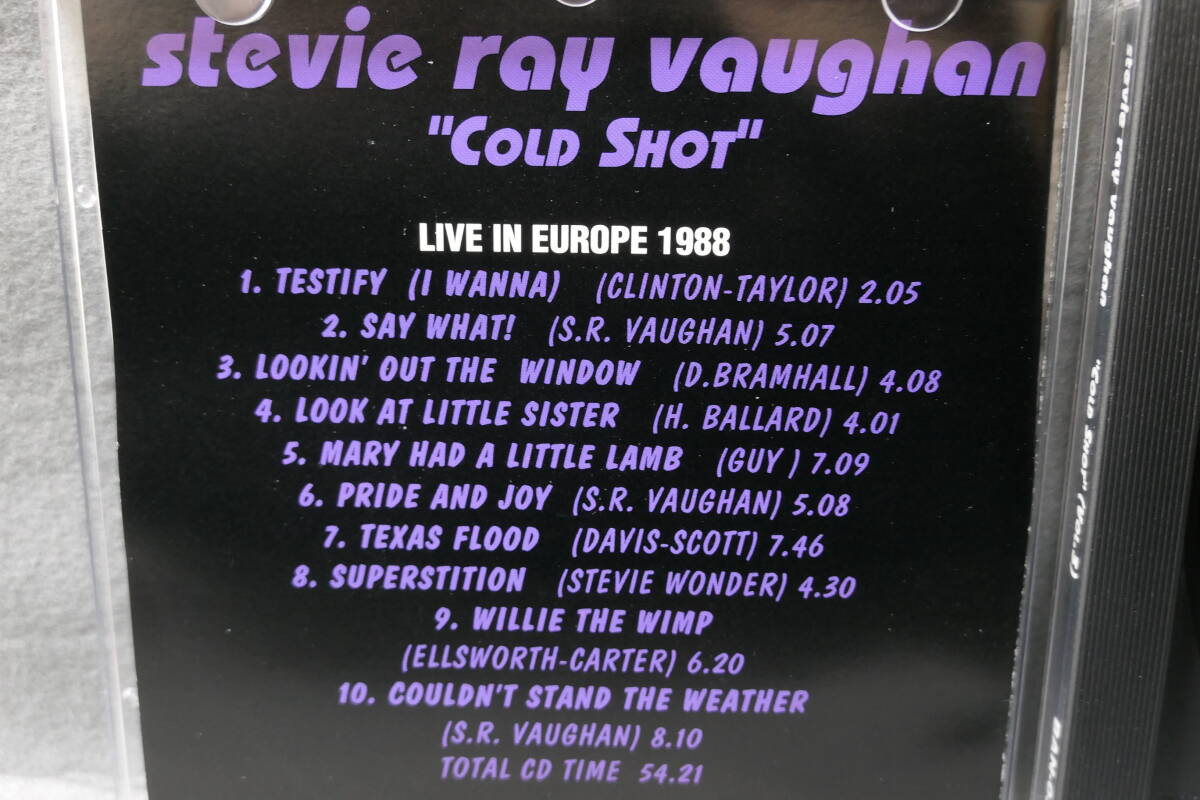 stevie ray vaughan
"COLD SHOT"
LIVE IN EUROPE 1988
1. TESTIFY (I WANNA) (CLINTON-TAYLOR) 2.05
2. SAY WHAT! (S.R. VAUGHAN) 5.07
3. LOOKIN' OUT THE WINDOW (D.BRAMHALL) 4.08
4. LOOK AT LITTLE SISTER (H. BALLARD) 4.01
5. MARY HAD A LITTLE LAMB (GUY ) 7.09
6. PRIDE AND JOY (S.R. VAUGHAN) 5.08
7. TEXAS FLOOD (DAVIS-SCOTT) 7.46
8. SUPERSTITION (STEVIE WONDER) 4.30
9. WILLIE THE WIMP
(ELLSWORTH-CARTER) 6.20
10. COULDN'T STAND THE WEATHER
(S.R. VAUGHAN) 8.10
TOTAL CD TIME 54.21
stevie ray vaughan "COLD SHOT"